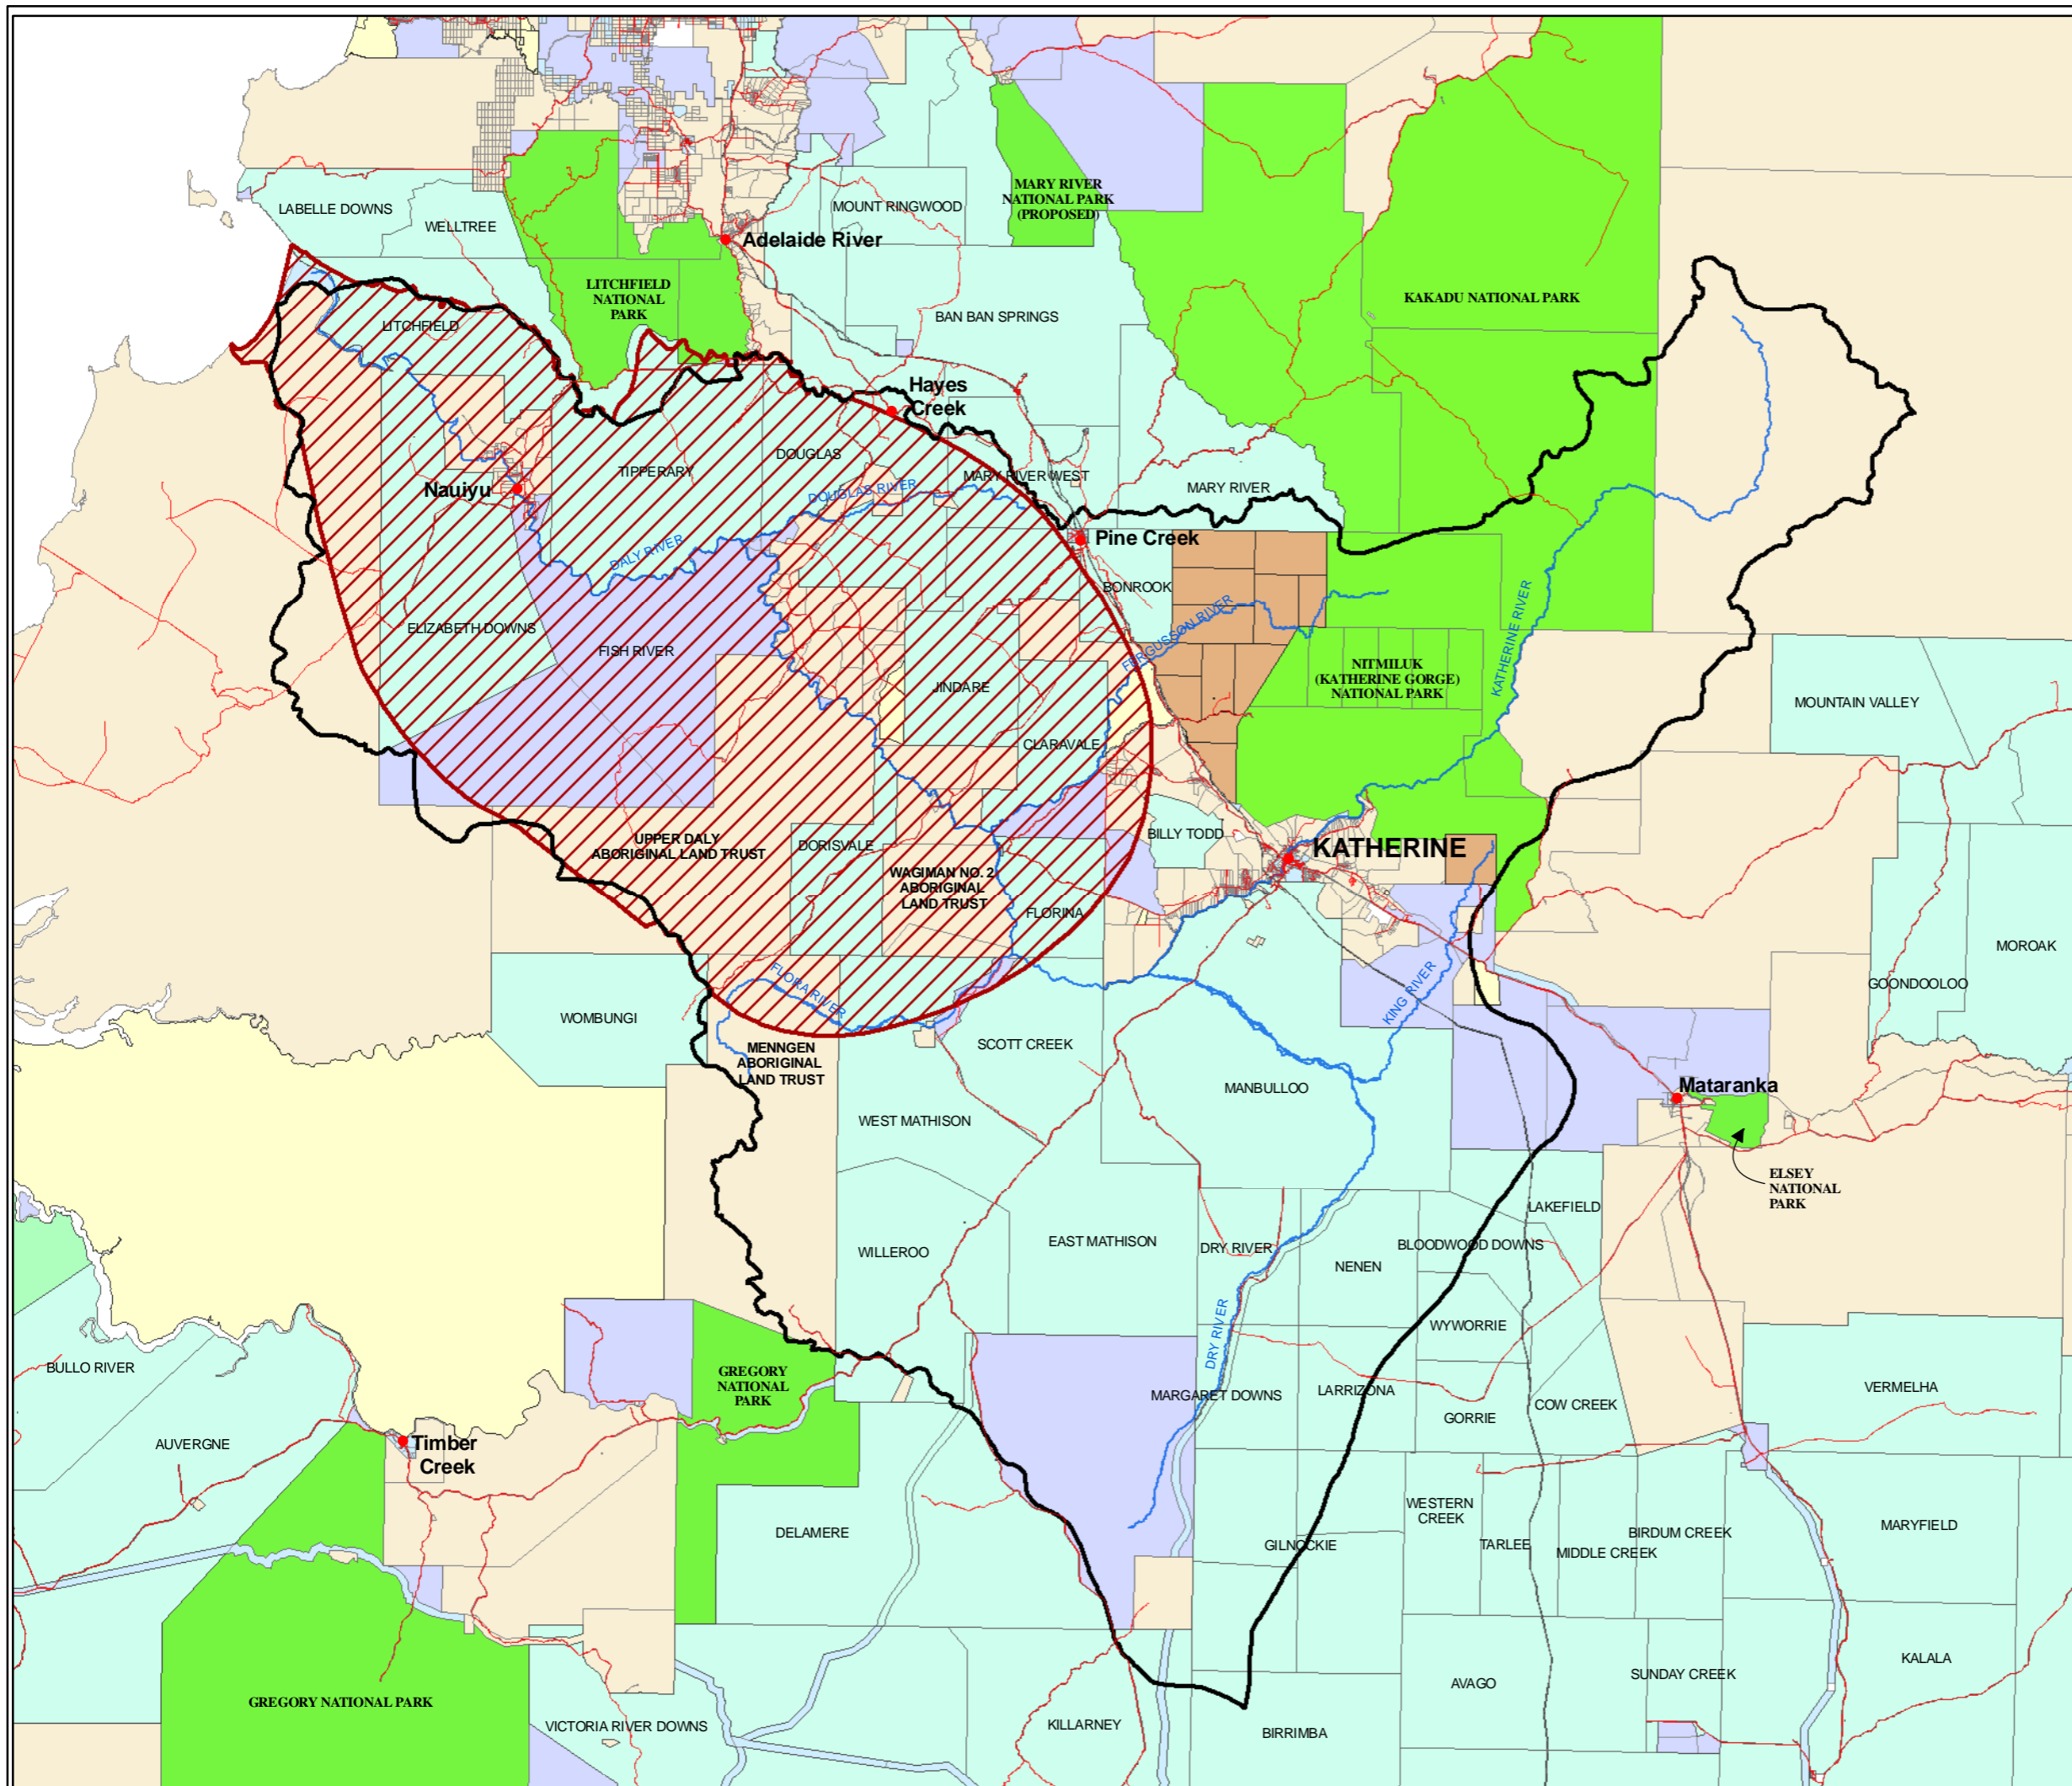 MARY RIVER
NATIONAL PARK
(PROPOSED)
LABELLE DOWNS
MOUNT RINGWOOD
WELLTREE
Adelaide River
LITCHFIELD
NATIONAL
PARK
KAKADU NATIONAL PARK
BAN BAN SPRINGS
LITCHFIELD
Hayes
Creek
DOUGLAS
TIPPERARY
MARY RIVER WEST
MARY RIVER
Nauiyu
DOUGLAS RIVER
Pine Creek
DALY RIVER
BONROOK
FERGUSSON RIVER
KATHERINE RIVER
ELIZABETH DOWNS
FISH RIVER
NITMILUK
(KATHERINE GORGE)
NATIONAL PARK
JINDARE
MOUNTAIN VALLEY
CLARAVALE
UPPER DALY
ABORIGINAL LAND TRUST
DORISVALE
BILLY TODD
KATHERINE
WAGIMAN NO. 2
ABORIGINAL
LAND TRUST
FLORINA
MOROAK
FLORA RIVER
KING RIVER
GOONDOOLOO
WOMBUNGI
SCOTT CREEK
MENNGEN
ABORIGINAL
LAND TRUST
MANBULLOO
Mataranka
WEST MATHISON
ELSEY
NATIONAL
PARK
LAKEFIELD
WILLEROO
EAST MATHISON
DRY RIVER
BLOODWOOD DOWNS
NENEN
DRY RIVER
WYWORRIE
BULLO RIVER
GREGORY
NATIONAL
PARK
MARGARET DOWNS
LARRIZONA
VERMELHA
GORRIE
COW CREEK
AUVERGNE
Timber
Creek
WESTERN
CREEK
DELAMERE
GILNOCKIE
TARLEE
MIDDLE CREEK
BIRDUM CREEK
MARYFIELD
KALALA
SUNDAY CREEK
AVAGO
GREGORY NATIONAL PARK
VICTORIA RIVER DOWNS
KILLARNEY
BIRRIMBA